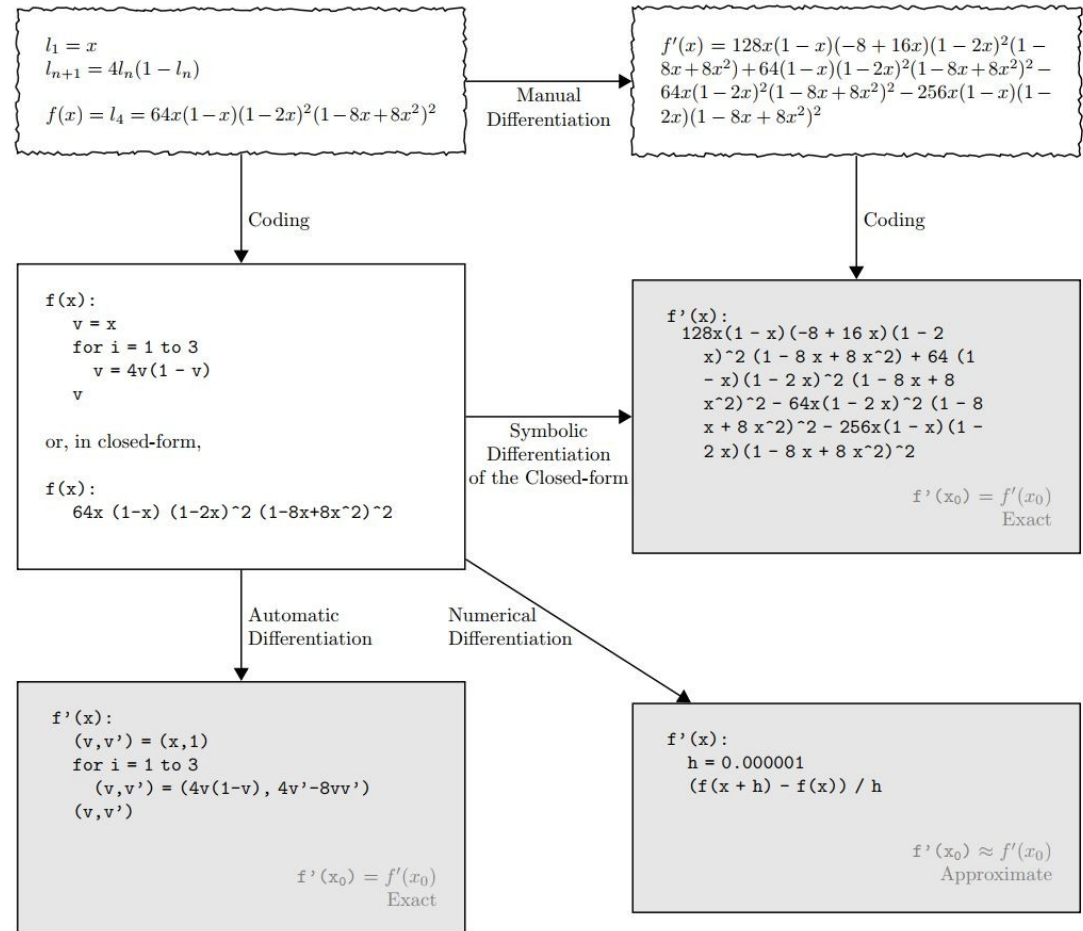 l₁ = x
lₙ₊₁ = 4lₙ(1 − lₙ)
f(x) = l₄ = 64x(1−x)(1−2x)²(1−8x+8x²)²
Manual
Differentiation
f′(x) = 128x(1 − x)(−8 + 16x)(1 − 2x)²(1 −
8x+8x²)+64(1−x)(1−2x)²(1−8x+8x²)²−
64x(1−2x)²(1−8x+8x²)²−256x(1−x)(1−
2x)(1 − 8x + 8x²)²
Coding
Coding
f(x):
v = x
for i = 1 to 3
v = 4v(1 - v)
v
or, in closed-form,
f(x):
64x (1-x) (1-2x)^2 (1-8x+8x^2)^2
Symbolic
Differentiation
of the Closed-form
f'(x):
128x(1 - x)(-8 + 16 x)(1 - 2
x)^2 (1 - 8 x + 8 x^2) + 64 (1
- x)(1 - 2 x)^2 (1 - 8 x + 8
x^2)^2 - 64x(1 - 2 x)^2 (1 - 8
x + 8 x^2)^2 - 256x(1 - x)(1 -
2 x)(1 - 8 x + 8 x^2)^2
f'(x₀) = f′(x₀)
Exact
Automatic
Differentiation
Numerical
Differentiation
f'(x):
(v,v') = (x,1)
for i = 1 to 3
(v,v') = (4v(1-v), 4v'-8vv')
(v,v')
f'(x₀) = f′(x₀)
Exact
f'(x):
h = 0.000001
(f(x + h) - f(x)) / h
f'(x₀) ≈ f′(x₀)
Approximate